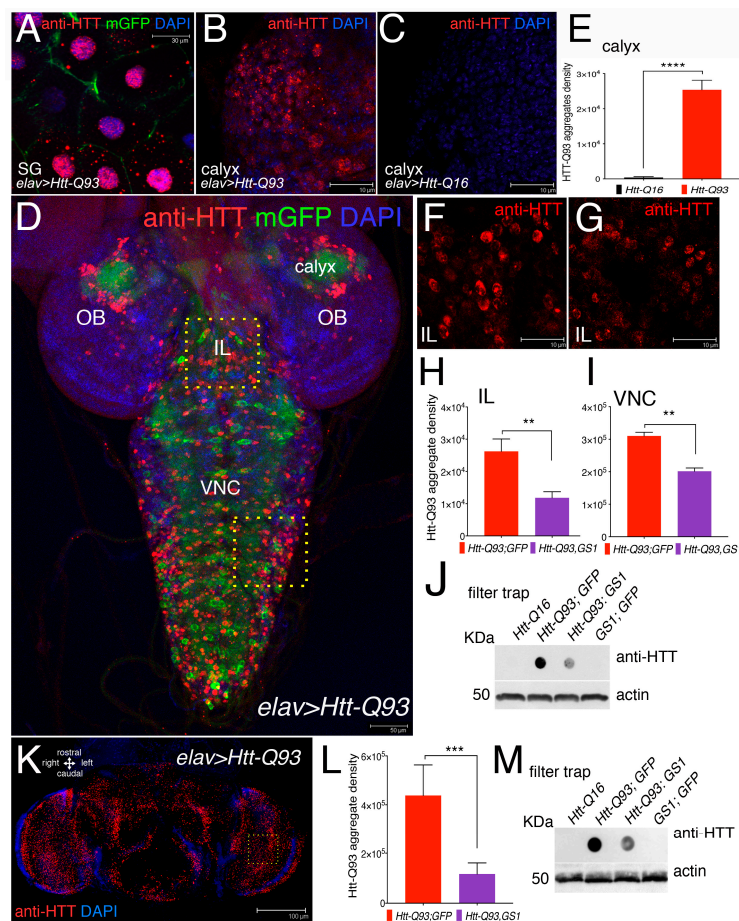 A
anti-HTT mGFP DAPI
30 µm
SG
elav>Htt-Q93
B
anti-HTT DAPI
calyx
elav>Htt-Q93
10 µm
C
anti-HTT DAPI
calyx
elav>Htt-Q16
10 µm
E
calyx
HTT-Q93 aggregates density
3×10⁶
2×10⁶
1×10⁶
0
****
Htt-Q16
Htt-Q93
D
anti-HTT mGFP DAPI
calyx
OB
OB
IL
VNC
elav>Htt-Q93
50 µm
F
anti-HTT
IL
10 µm
G
anti-HTT
IL
10 µm
H
IL
Htt-Q93 aggregate density
4×10⁴
3×10⁴
2×10⁴
1×10⁴
0
**
Htt-Q93;GFP
Htt-Q93,GS1
I
VNC
4×10⁵
3×10⁵
2×10⁵
1×10⁵
0
**
Htt-Q93;GFP
Htt-Q93,GS
J
filter trap
Htt-Q16
Htt-Q93; GFP
Htt-Q93: GS1
GS1; GFP
KDa
anti-HTT
50
actin
K
rostral
right
left
caudal
elav>Htt-Q93
anti-HTT DAPI
100 µm
L
Htt-Q93 aggregate density
6×10⁵
4×10⁵
2×10⁵
0
***
Htt-Q93;GFP
Htt-Q93,GS1
M
filter trap
Htt-Q16
Htt-Q93; GFP
Htt-Q93: GS1
GS1; GFP
KDa
anti-HTT
50
actin